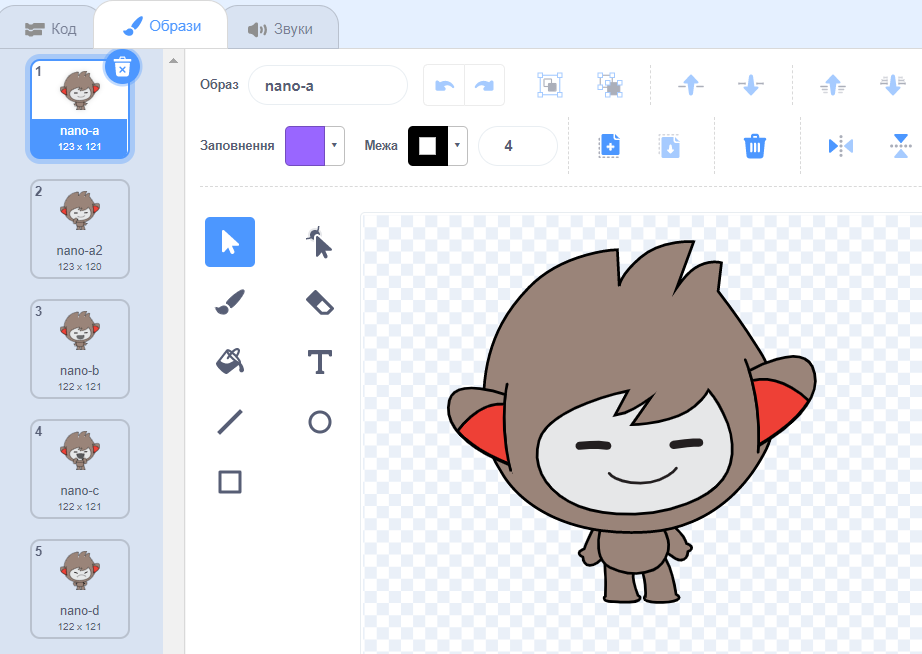 Код
Образи
Звуки
1
nano-a
123 x 121
2
nano-a2
123 x 120
3
nano-b
122 x 121
4
nano-c
122 x 121
5
nano-d
122 x 121
Образ
nano-a
Заповнення
Межа
4
T